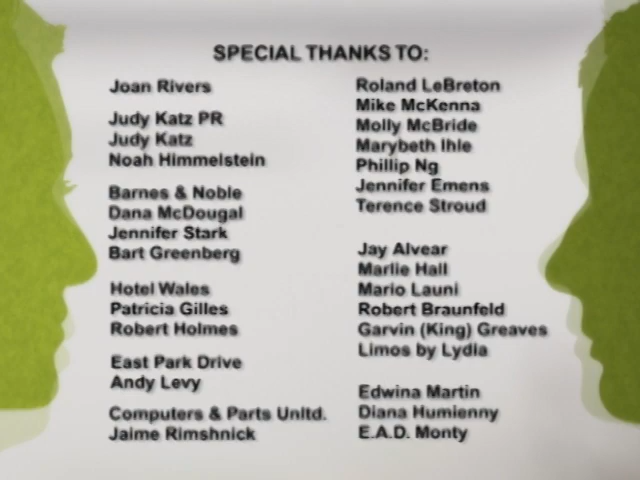 SPECIAL THANKS TO:
Joan Rivers
Judy Katz PR
Judy Katz
Noah Himmelstein
Barnes & Noble
Dana McDougal
Jennifer Stark
Bart Greenberg
Hotel Wales
Patricia Gilles
Robert Holmes
East Park Drive
Andy Levy
Computers & Parts Unltd.
Jaime Rimshnick
Roland LeBreton
Mike McKenna
Molly McBride
Marybeth Ihle
Phillip Ng
Jennifer Emens
Terence Stroud
Jay Alvear
Marlie Hall
Mario Launi
Robert Braunfeld
Garvin (King) Greaves
Limos by Lydia
Edwina Martin
Diana Humienny
E.A.D. Monty